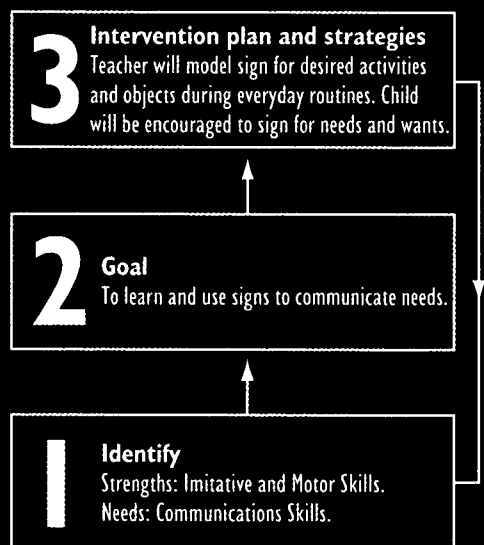 3
Intervention plan and strategies
Teacher will model sign for desired activities
and objects during everyday routines. Child
will be encouraged to sign for needs and wants.
2
Goal
To learn and use signs to communicate needs.
1
Identify
Strengths: Imitative and Motor Skills.
Needs: Communications Skills.